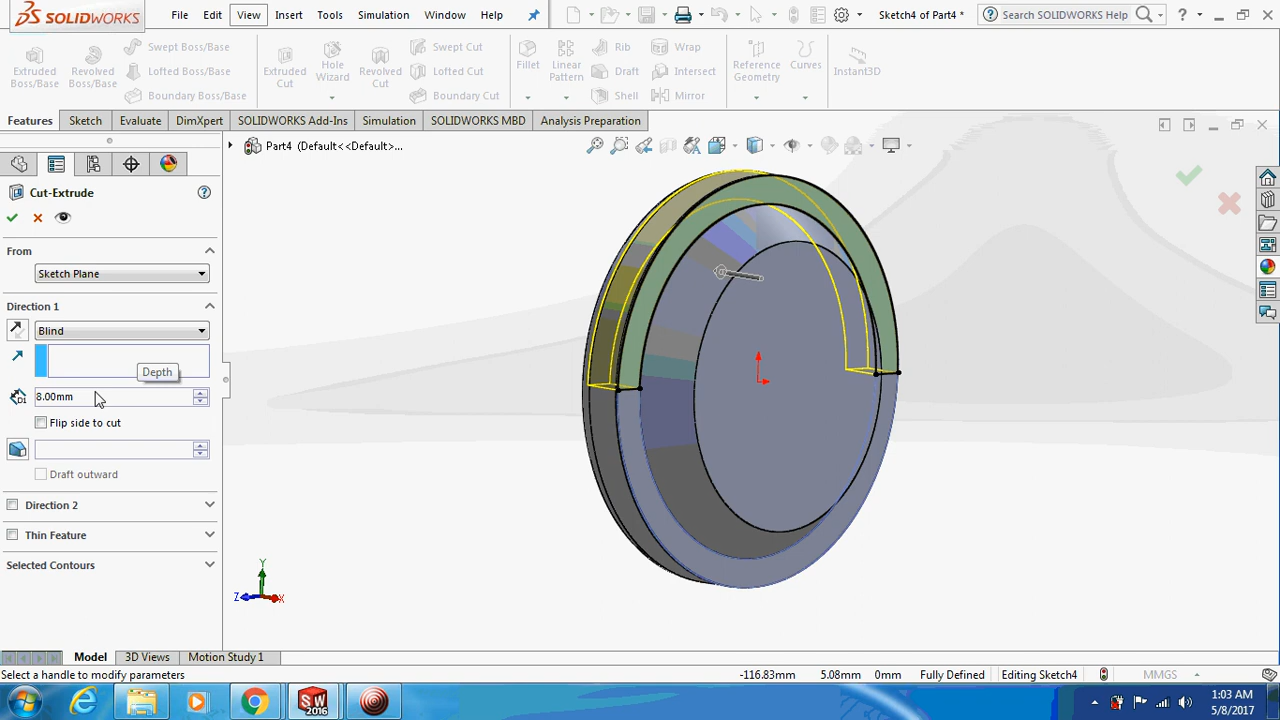 SOLIDWORKS File Edit View Insert Tools Simulation Window Help Sketch4 of Part4 * Search SOLIDWORKS Help ?
Extruded Boss/Base
Revolved Boss/Base
Swept Boss/Base
Lofted Boss/Base
Boundary Boss/Base
Extruded Cut
Hole Wizard
Revolved Cut
Swept Cut
Lofted Cut
Boundary Cut
Fillet
Linear Pattern
Rib
Draft
Shell
Wrap
Intersect
Mirror
Reference Geometry
Curves
Instant3D
Features Sketch Evaluate DimXpert SOLIDWORKS Add-Ins Simulation SOLIDWORKS MBD Analysis Preparation
Part4 (Default<<Default>...
Cut-Extrude
From
Sketch Plane
Direction 1
Blind
Depth
D1 8.00mm
Flip side to cut
Draft outward
Direction 2
Thin Feature
Selected Contours
Y
Z X
Model 3D Views Motion Study 1
Select a handle to modify parameters -116.83mm 5.08mm 0mm Fully Defined Editing Sketch4 MMGS
SW 2016
1:03 AM
5/8/2017